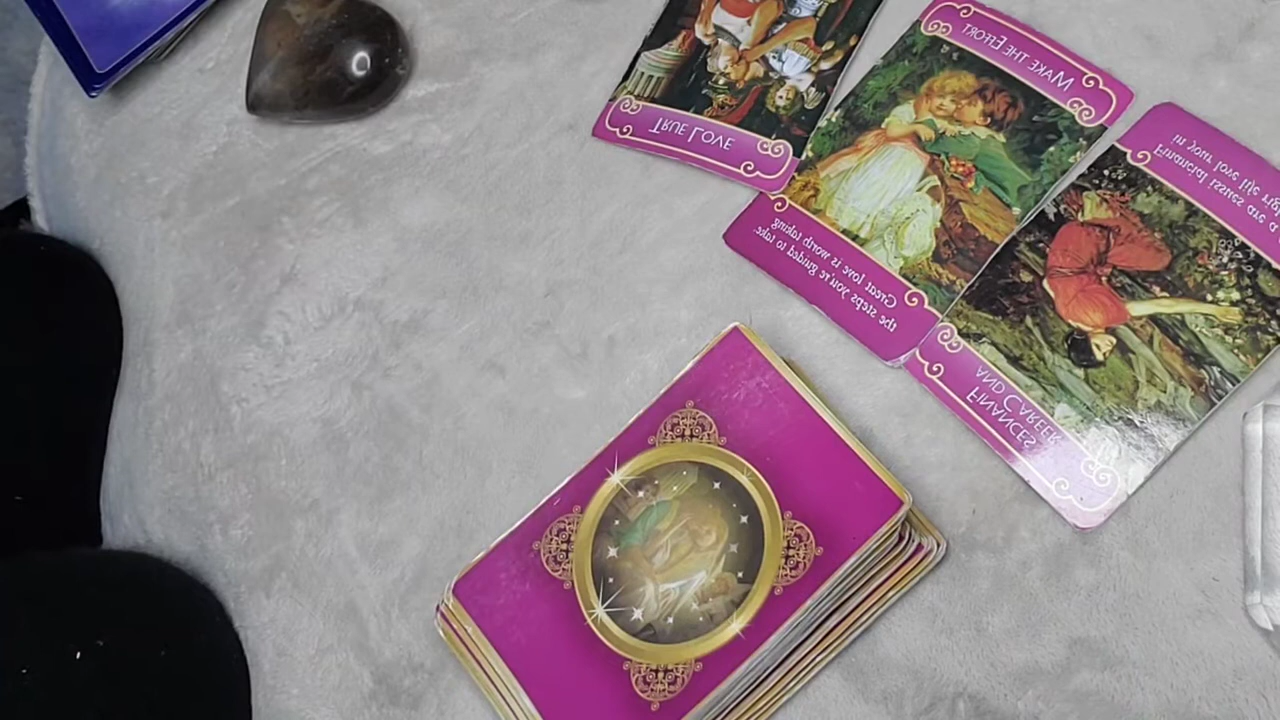 TRUE LOVE
MAKE THE EFFORT
Great love is worth taking
the steps you're guided to take.
FINANCES
AND CAREER
Financial issues are a
in your love life